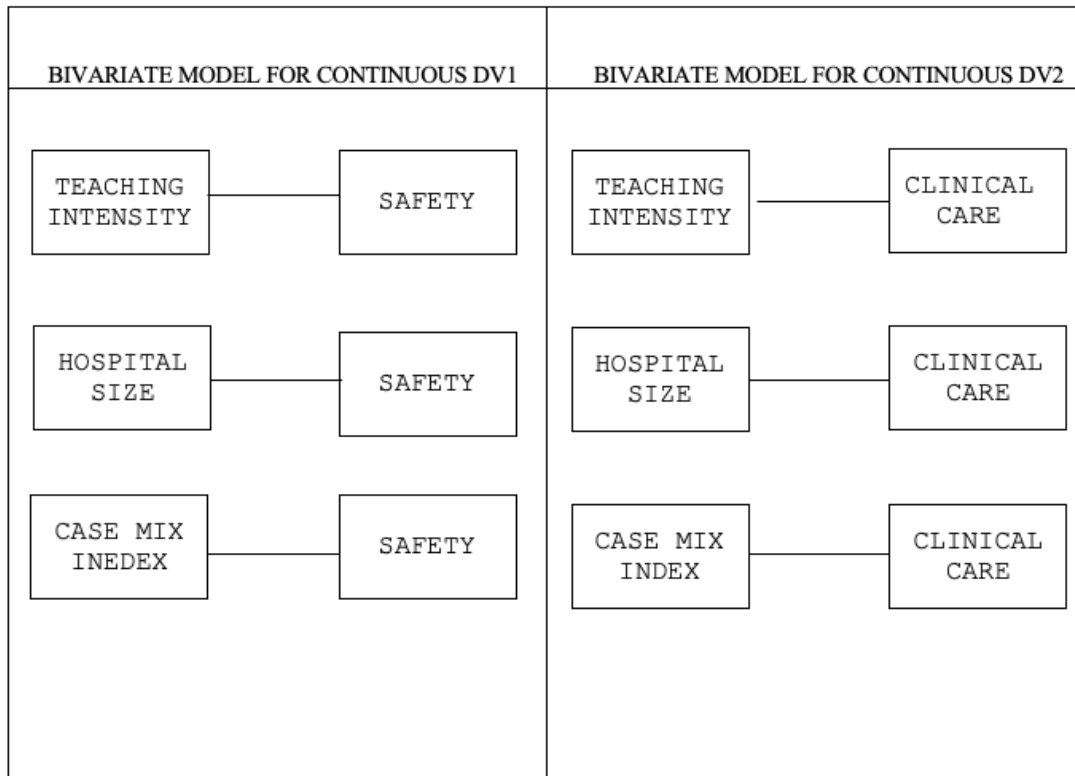 BIVARIATE MODEL FOR CONTINUOUS DV1
TEACHING
INTENSITY
SAFETY
HOSPITAL
SIZE
SAFETY
CASE MIX
INEDEX
SAFETY
BIVARIATE MODEL FOR CONTINUOUS DV2
TEACHING
INTENSITY
CLINICAL
CARE
HOSPITAL
SIZE
CLINICAL
CARE
CASE MIX
INDEX
CLINICAL
CARE